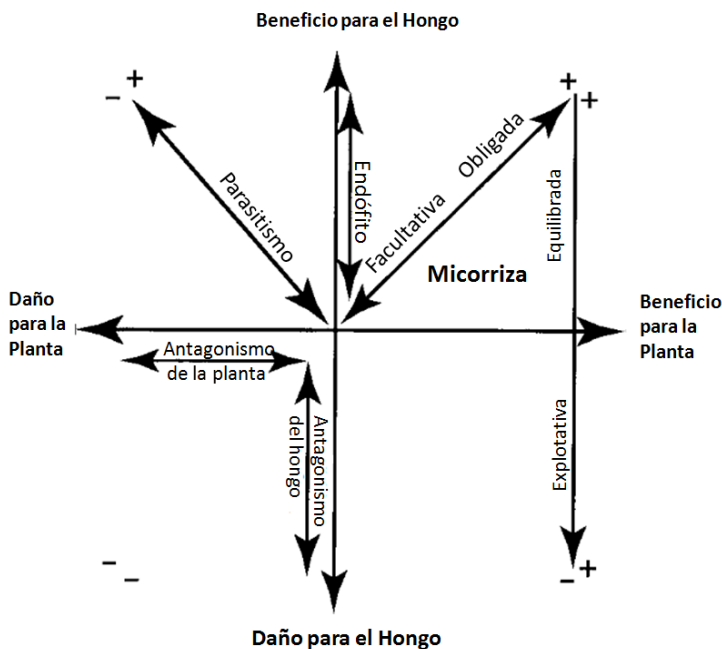 Beneficio para el Hongo
- +
+
+
Parasitismo
Endófito
Facultativa
Obligada
Equilibrada
Micorriza
Daño
para la
Planta
Beneficio
para la
Planta
Antagonismo
de la planta
Antagonismo
del hongo
Explotativa
- -
- +
Daño para el Hongo